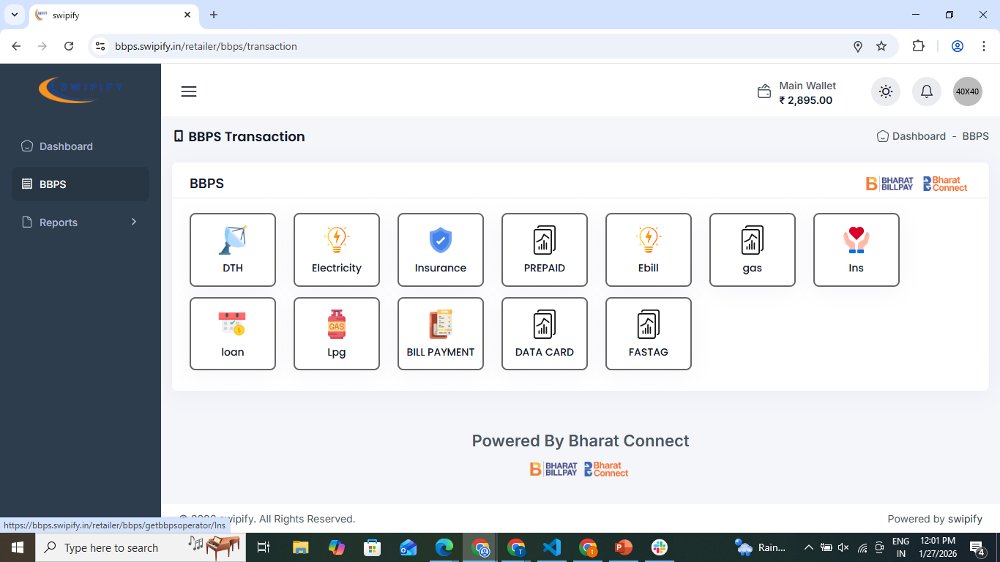 swipify
bbps.swipify.in/retailer/bbps/transaction
SWIPIFY
Main Wallet
₹ 2,895.00
40X40
Dashboard
BBPS
Reports
BBPS Transaction
Dashboard - BBPS
BBPS
BHARAT BILLPAY
Bharat Connect
DTH
Electricity
Insurance
PREPAID
Ebill
gas
Ins
loan
GAS
Lpg
BILL PAYMENT
DATA CARD
FASTAG
Powered By Bharat Connect
BHARAT BILLPAY
Bharat Connect
swipify. All Rights Reserved.
Powered by swipify
https://bbps.swipify.in/retailer/bbps/getbbpsoperator/Ins
Type here to search
Rain...
ENG
IN
12:01 PM
1/27/2026
4